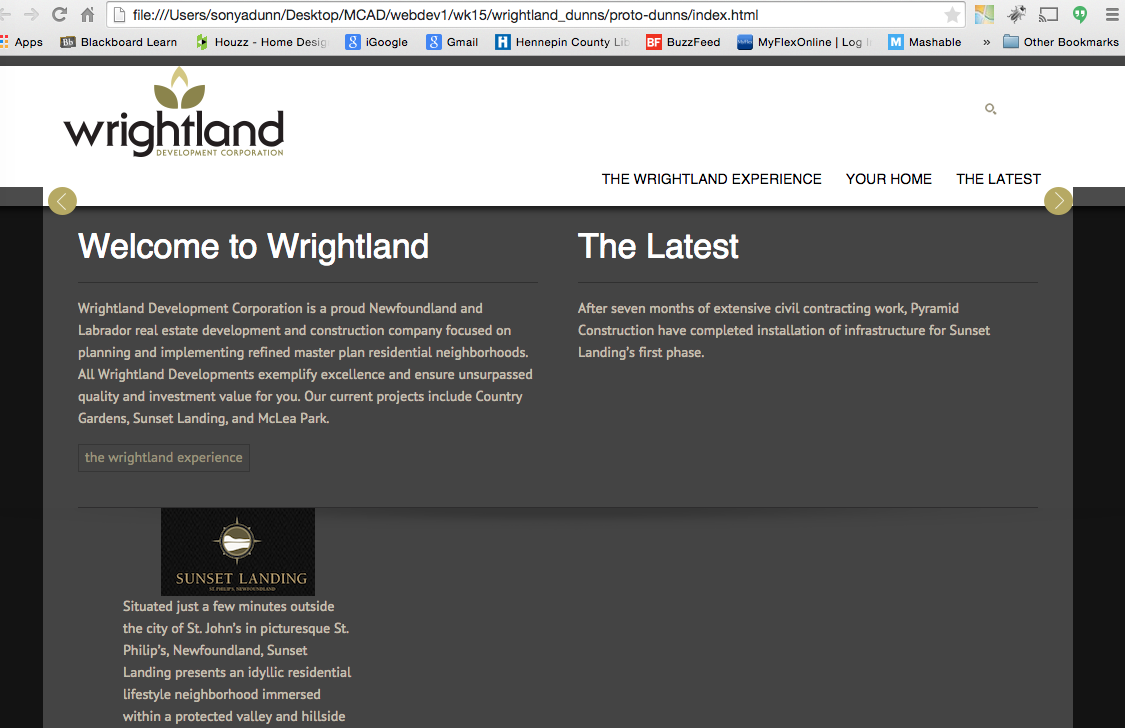 file:///Users/sonyadunn/Desktop/MCAD/webdev1/wk15/wrightland_dunns/proto-dunns/index.html
Apps Bb Blackboard Learn Houzz - Home Desig 8 iGoogle 8 Gmail H Hennepin County Lib BF BuzzFeed MyFlexOnline | Log I M Mashable » Other Bookmarks
wrightland
DEVELOPMENT CORPORATION
THE WRIGHTLAND EXPERIENCE YOUR HOME THE LATEST
Welcome to Wrightland
Wrightland Development Corporation is a proud Newfoundland and
Labrador real estate development and construction company focused on
planning and implementing refined master plan residential neighborhoods.
All Wrightland Developments exemplify excellence and ensure unsurpassed
quality and investment value for you. Our current projects include Country
Gardens, Sunset Landing, and McLea Park.
the wrightland experience
The Latest
After seven months of extensive civil contracting work, Pyramid
Construction have completed installation of infrastructure for Sunset
Landing's first phase.
SUNSET LANDING
ST. PHILIP'S, NEWFOUNDLAND
Situated just a few minutes outside
the city of St. John's in picturesque St.
Philip's, Newfoundland, Sunset
Landing presents an idyllic residential
lifestyle neighborhood immersed
within a protected valley and hillside